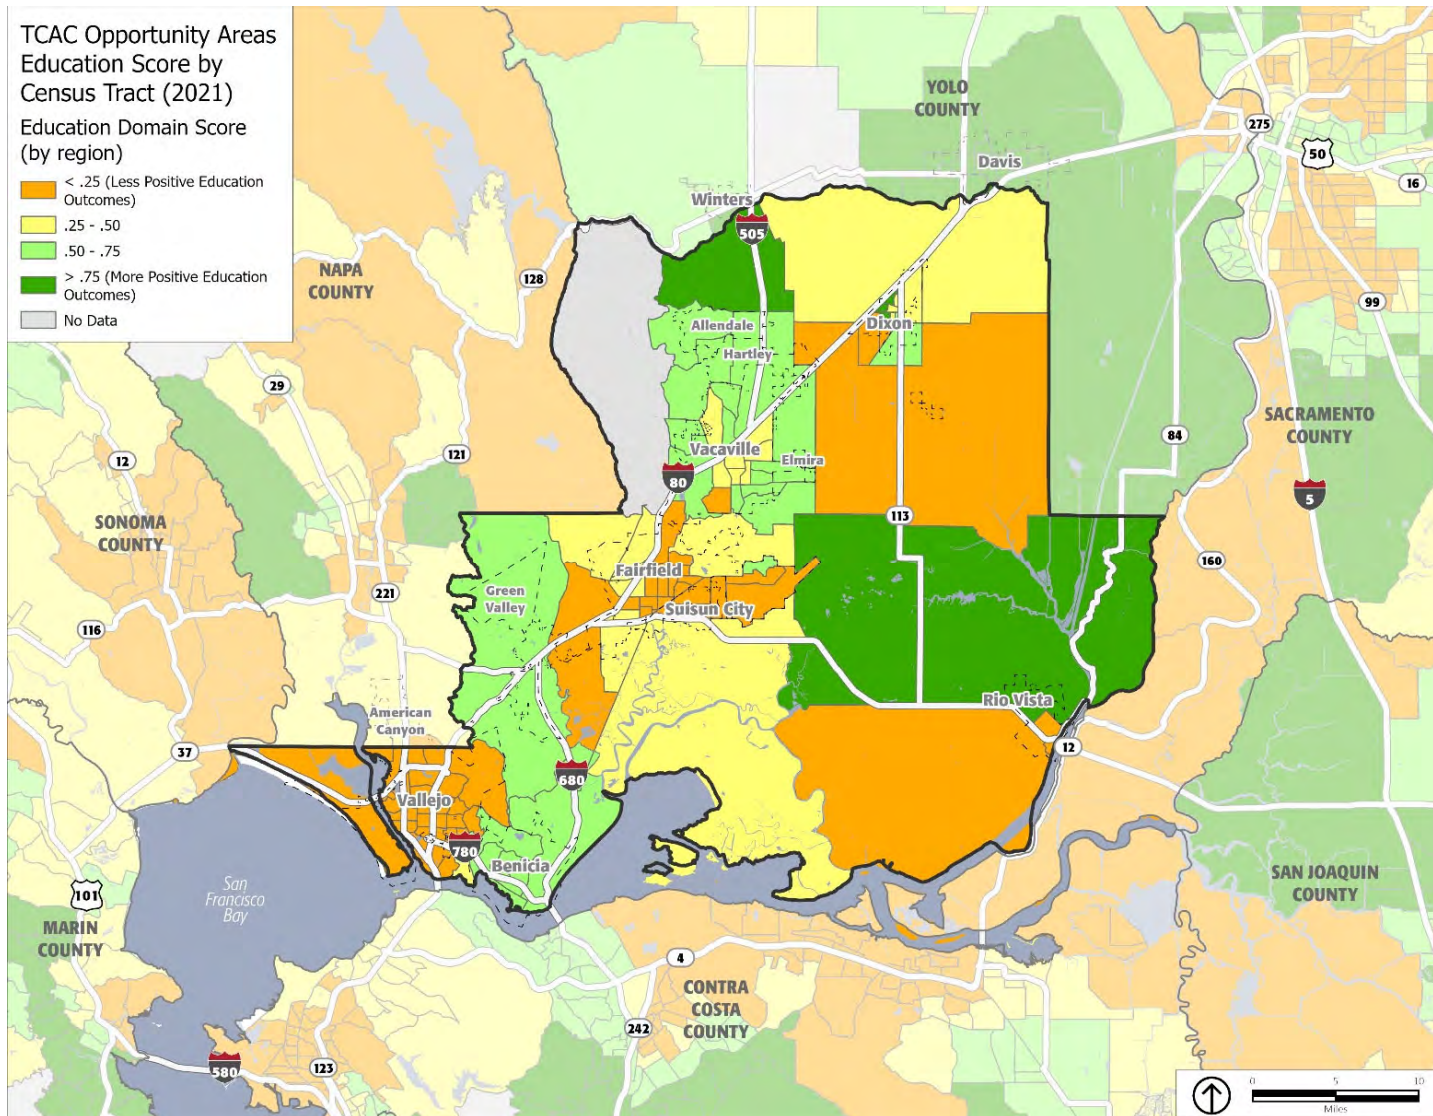 TCAC Opportunity Areas
Education Score by
Census Tract (2021)
Education Domain Score
(by region)
< .25 (Less Positive Education
Outcomes)
.25 - .50
.50 - .75
> .75 (More Positive Education
Outcomes)
No Data
YOLO
COUNTY
275
50
Davis
16
Winters
505
NAPA
COUNTY
128
99
Allendale
Dixon
Hartley
29
SACRAMENTO
COUNTY
84
12
121
Vacaville
Elmira
80
5
SONOMA
COUNTY
113
160
Fairfield
221
Green
Valley
Suisun City
116
Rio Vista
American
Canyon
37
12
680
Vallejo
780
Benicia
San
Francisco
Bay
101
SAN JOAQUIN
COUNTY
MARIN
COUNTY
4
CONTRA
COSTA
COUNTY
242
580
123
0 5 10
Miles